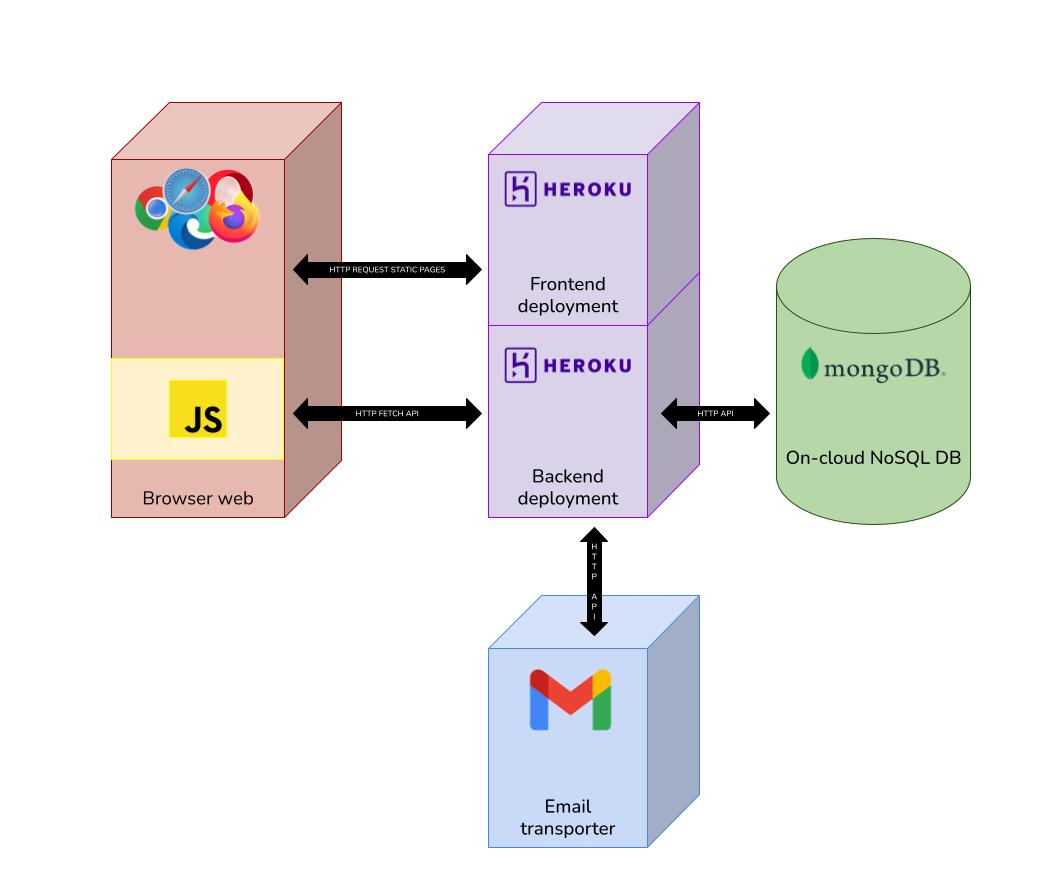 HEROKU
HTTP REQUEST STATIC PAGES
Frontend
deployment
HEROKU
mongoDB®
JS
HTTP FETCH API
HTTP API
On-cloud NoSQL DB
Browser web
Backend
deployment
HTTP API
Email
transporter